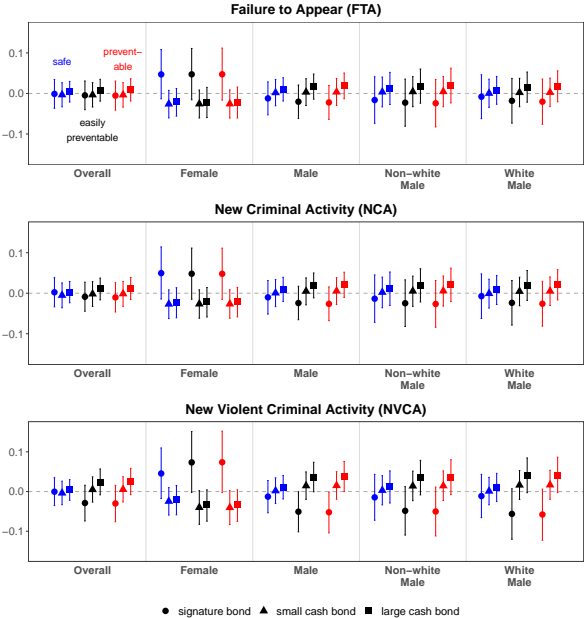 Failure to Appear (FTA)
0.1
0.0
−0.1
safe
prevent−
able
easily
preventable
Overall
Female
Male
Non−white
Male
White
Male
New Criminal Activity (NCA)
0.1
0.0
−0.1
Overall
Female
Male
Non−white
Male
White
Male
New Violent Criminal Activity (NVCA)
0.1
0.0
−0.1
Overall
Female
Male
Non−white
Male
White
Male
signature bond small cash bond large cash bond